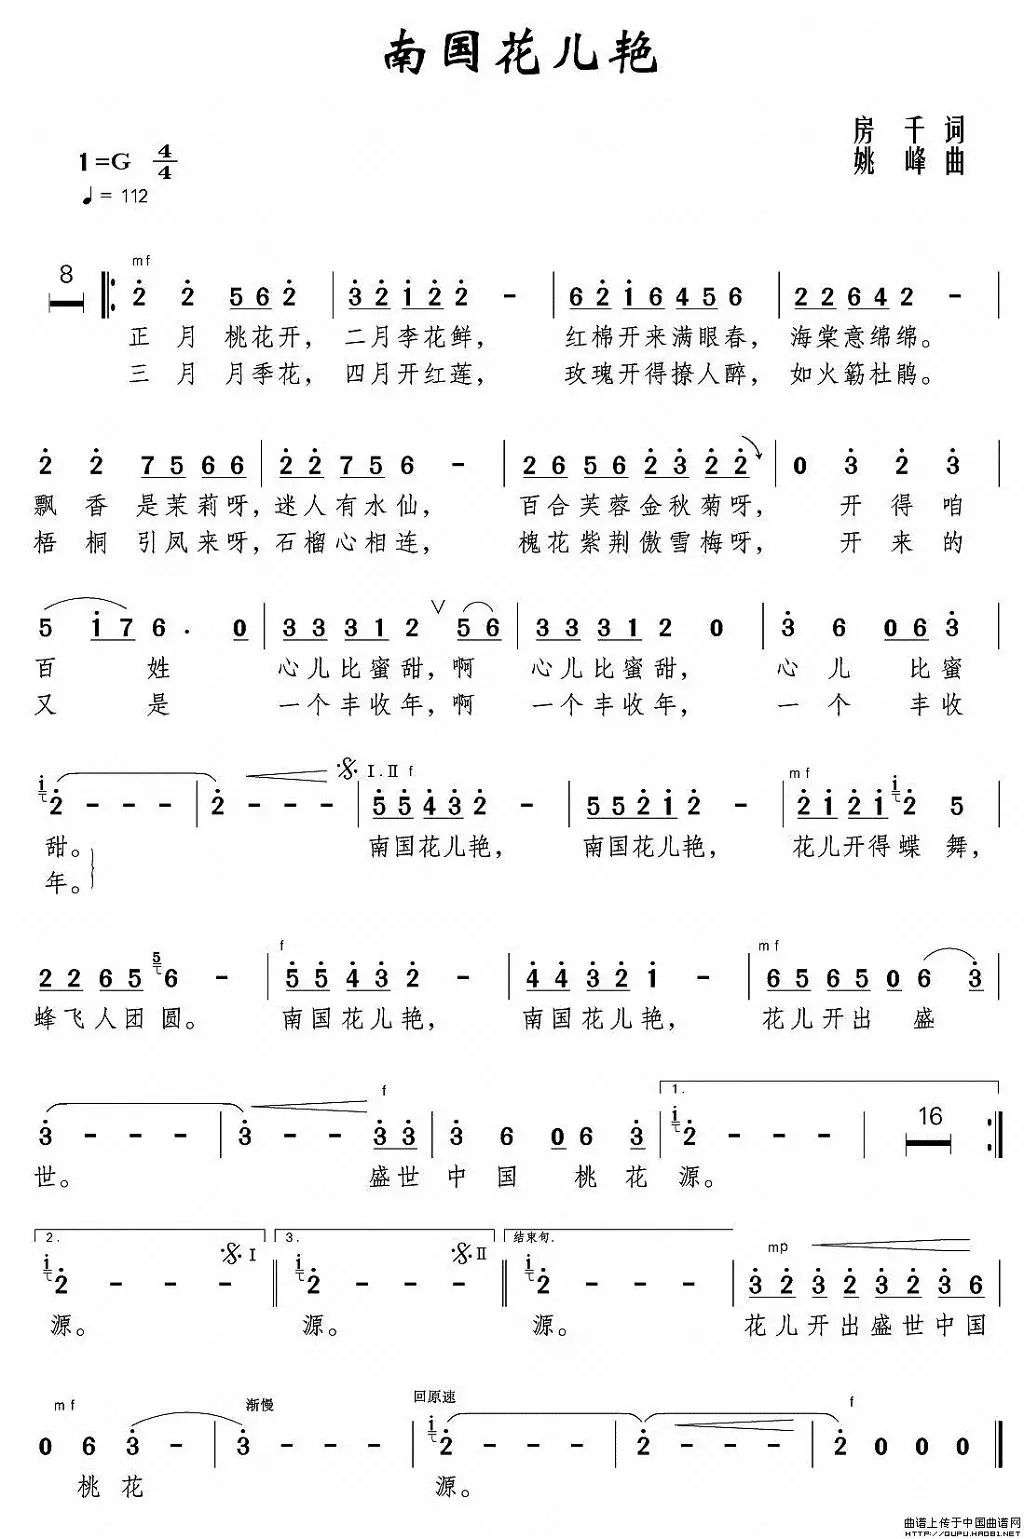 南国花儿艳
房 千 词
1=G 4/4
姚 峰 曲
♩= 112
mf
8 2 2 5 6 2 3 2 1 2 2 - 6 2 1 6 4 5 6 2 2 6 4 2 -
正 月 桃花开, 二月李花鲜, 红棉开来满眼春, 海棠意绵绵。
三 月 月季花, 四月开红莲, 玫瑰开得撩人醉, 如火簕杜鹃。
2 2 7 5 6 6 2 2 7 5 6 - 2 6 5 6 2 3 2 2 0 3 2 3
飘 香 是茉莉呀, 迷人有水仙, 百合芙蓉金秋菊呀, 开 得 咱
梧 桐 引凤来呀, 石榴心相连, 槐花紫荆傲雪梅呀, 开 来 的
5 1 7 6 . 0 3 3 3 1 2 V 5 6 3 3 3 1 2 0 3 6 0 6 3
百 姓 心儿比蜜甜, 啊 心儿比蜜甜, 心 儿 比 蜜
又 是 一个丰收年, 啊 一个丰收年, 一 个 丰 收
I.II f mf
i 2 - - - 2 - - - 5 5 4 3 2 - 5 5 2 1 2 - 2 1 2 1 i 2 5
甜。 南国花儿艳, 南国花儿艳, 花儿开得蝶 舞,
年。
f mf
2 2 6 5 5 6 - 5 5 4 3 2 - 4 4 3 2 1 - 6 5 6 5 0 6 3
蜂飞人团 圆。 南国花儿艳, 南国花儿艳, 花儿开出 盛
f 1.
3 - - - 3 - - 3 3 3 6 0 6 3 i 2 - - - 16
世。 盛世 中 国 桃 花 源。
2. I 3. II 结束句. mp
i 2 - - - i 2 - - - i 2 - - - 3 2 3 2 3 2 3 6
源。 源。 源。 花儿开出盛世中国
mf 渐慢 回原速 f
0 6 3 - 3 - - - i 2 - - - 2 - - - 2 0 0 0
桃 花 源。
曲谱上传于中国曲谱网
HTTP://QUPU.HAO81.NET